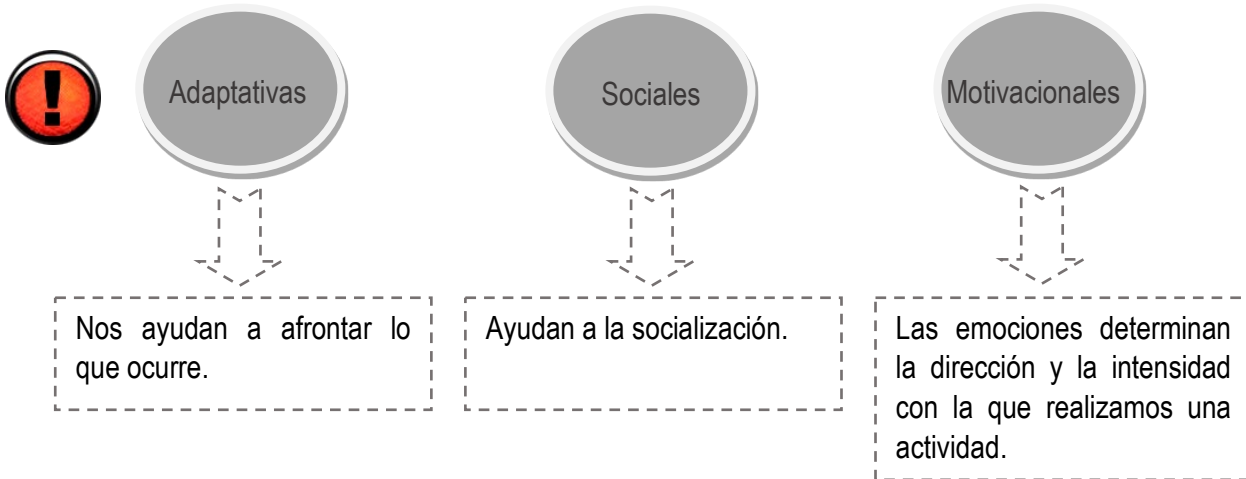 Adaptativas
Sociales
Motivacionales
Nos ayudan a afrontar lo
que ocurre.
Ayudan a la socialización.
Las emociones determinan
la dirección y la intensidad
con la que realizamos una
actividad.